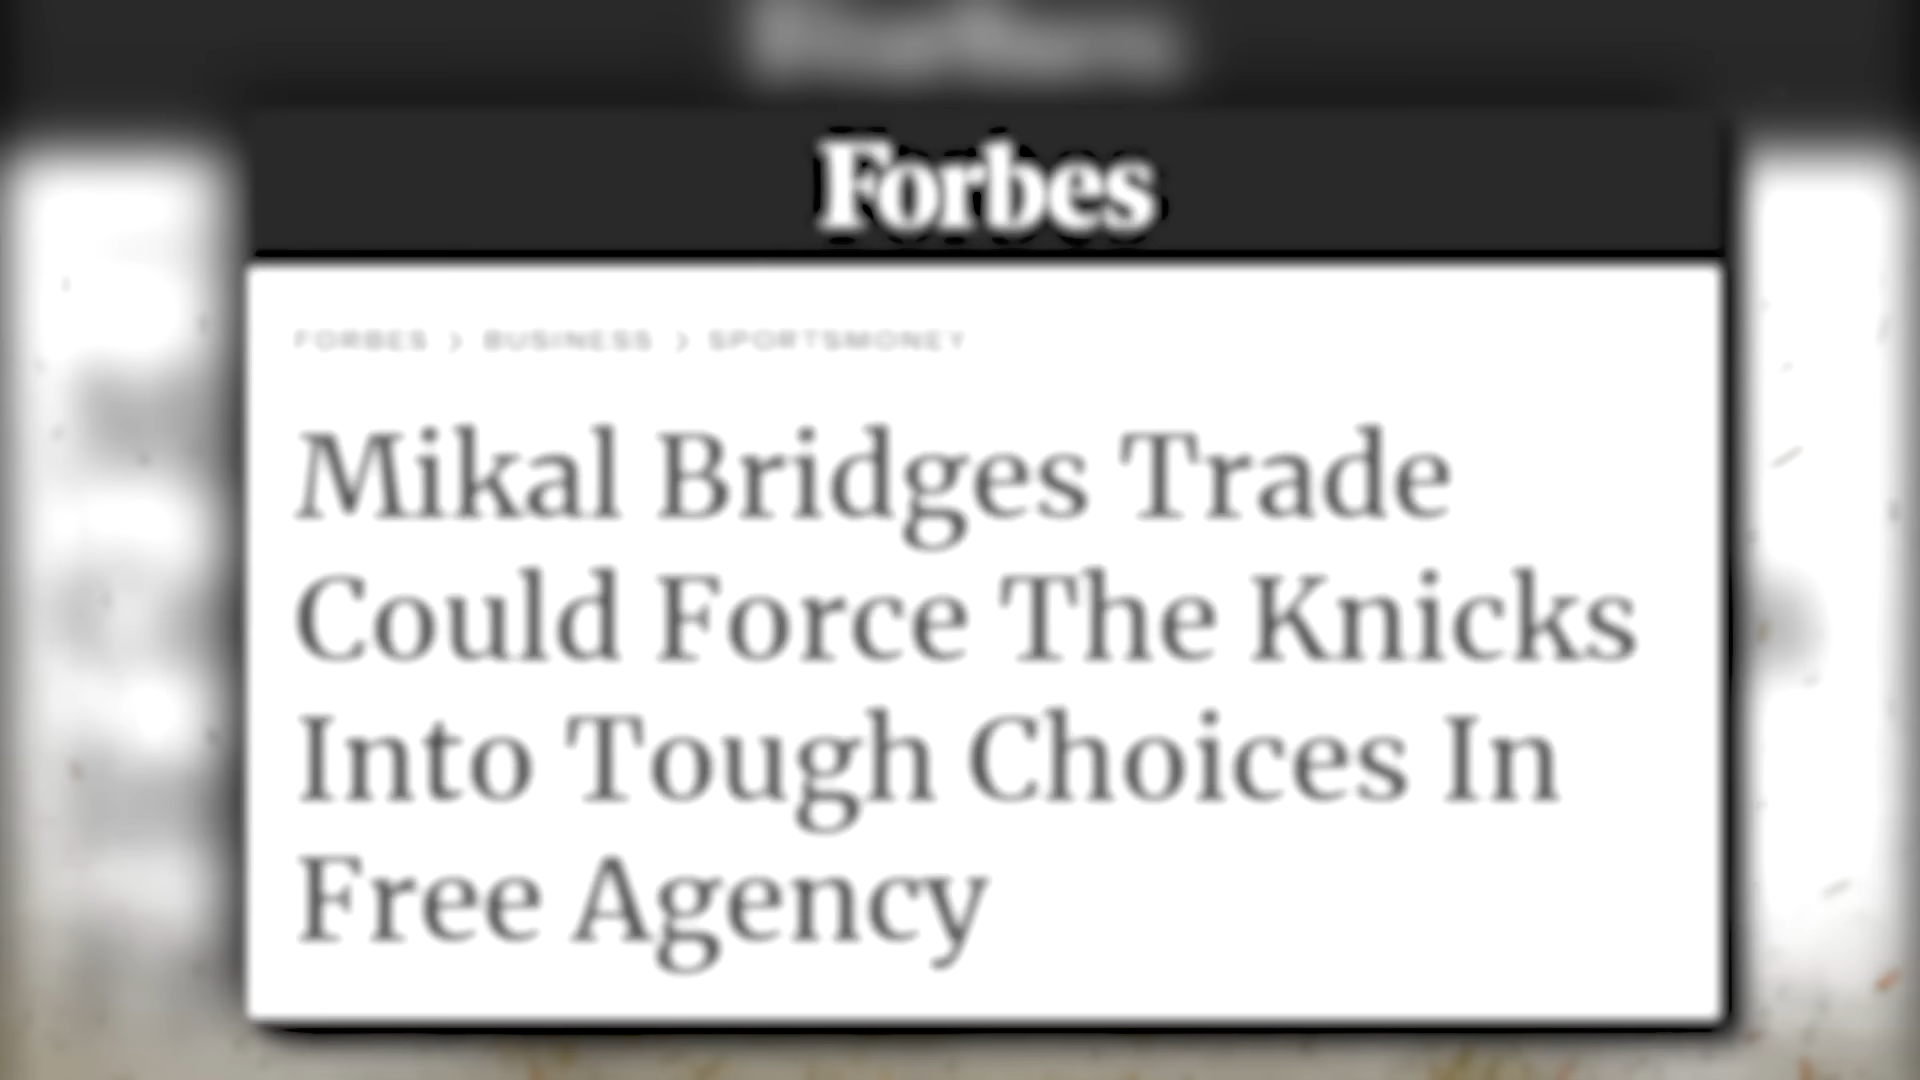 Forbes
FORBES > BUSINESS > SPORTSMONEY
Mikal Bridges Trade
Could Force The Knicks
Into Tough Choices In
Free Agency